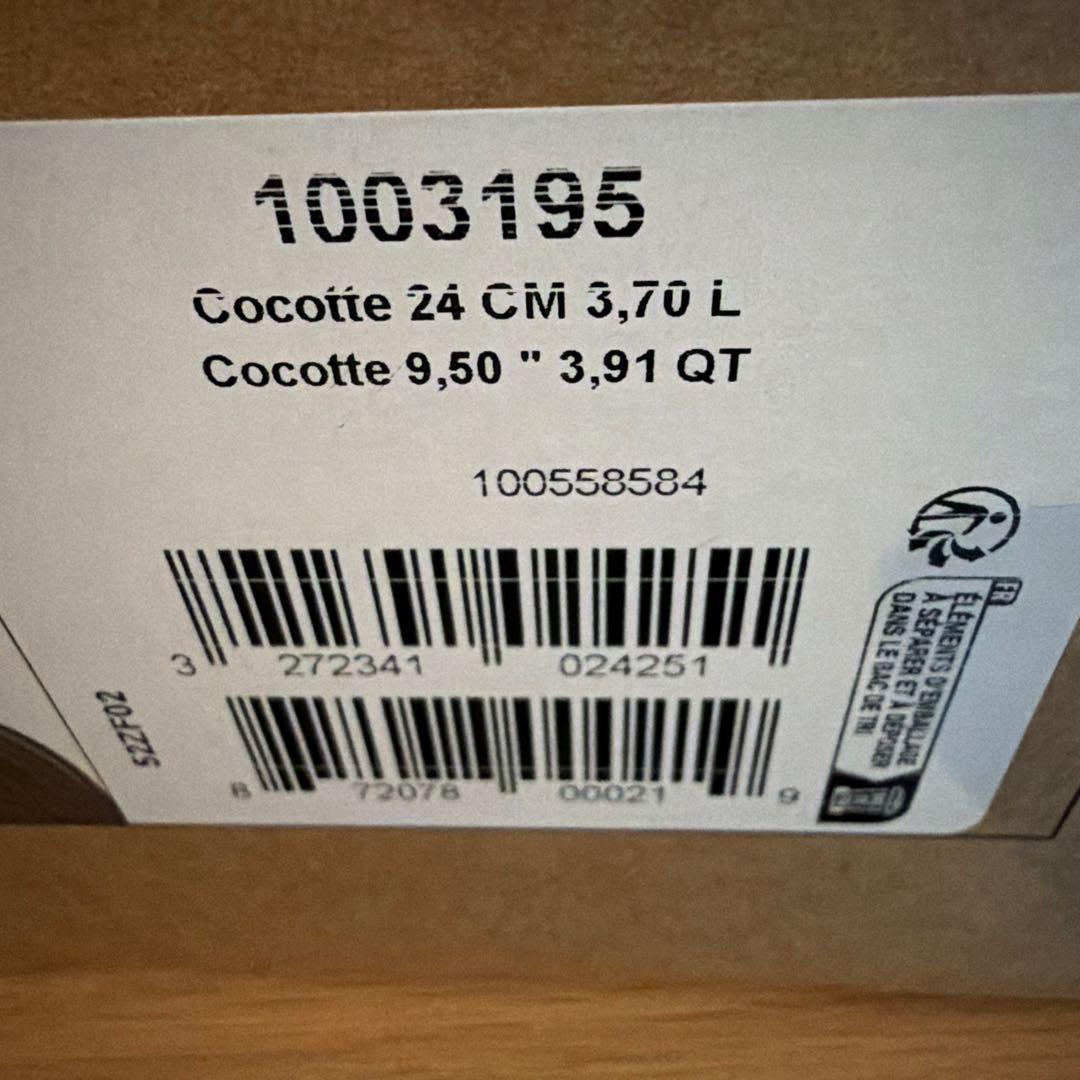 1003195
Cocotte 24 CM 3,70 L
Cocotte 9,50 " 3,91 QT
100558584
3 272341 024251
8 72078 00021 9
S22F02
FR
ÉLÉMENTS D'EMBALLAGE
À SÉPARER ET À DÉPOSER
DANS LE BAC DE TRI